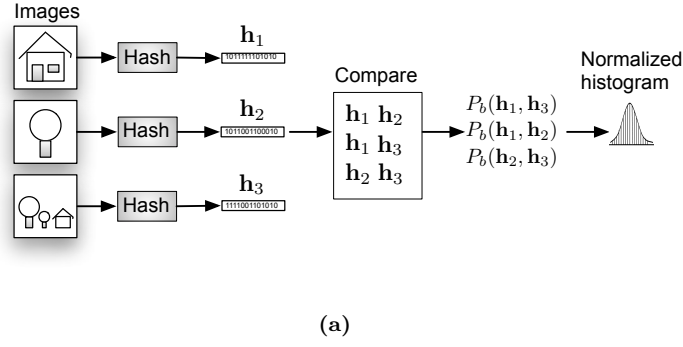 Images
Hash
h1
1011111101010
Hash
h2
1011001100010
Hash
h3
1111001101010
Compare
h1 h2
h1 h3
h2 h3
Pb(h1, h3)
Pb(h1, h2)
Pb(h2, h3)
Normalized
histogram
(a)